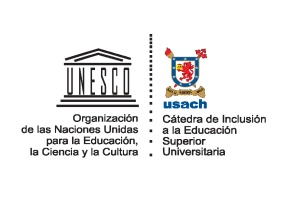 UNESCO
Organización
de las Naciones Unidas
para la Educación,
la Ciencia y la Cultura
usach
Cátedra de Inclusión
a la Educación
Superior
Universitaria